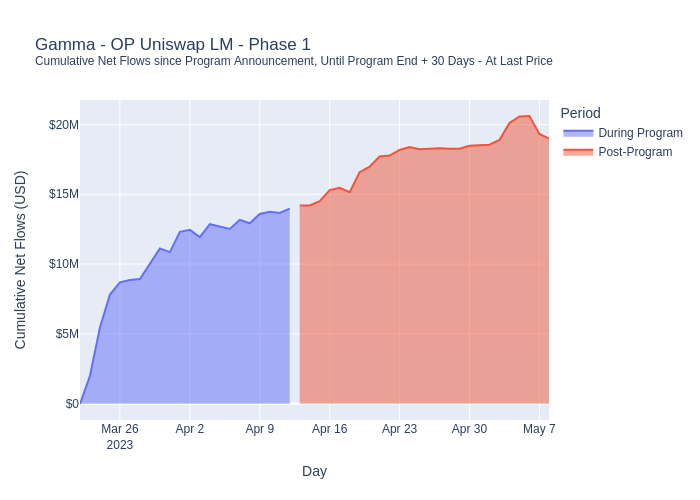 Gamma - OP Uniswap LM - Phase 1
Cumulative Net Flows since Program Announcement, Until Program End + 30 Days - At Last Price
Period
During Program
Post-Program
Cumulative Net Flows (USD)
$20M
$15M
$10M
$5M
$0
Mar 26
2023
Apr 2
Apr 9
Apr 16
Apr 23
Apr 30
May 7
Day